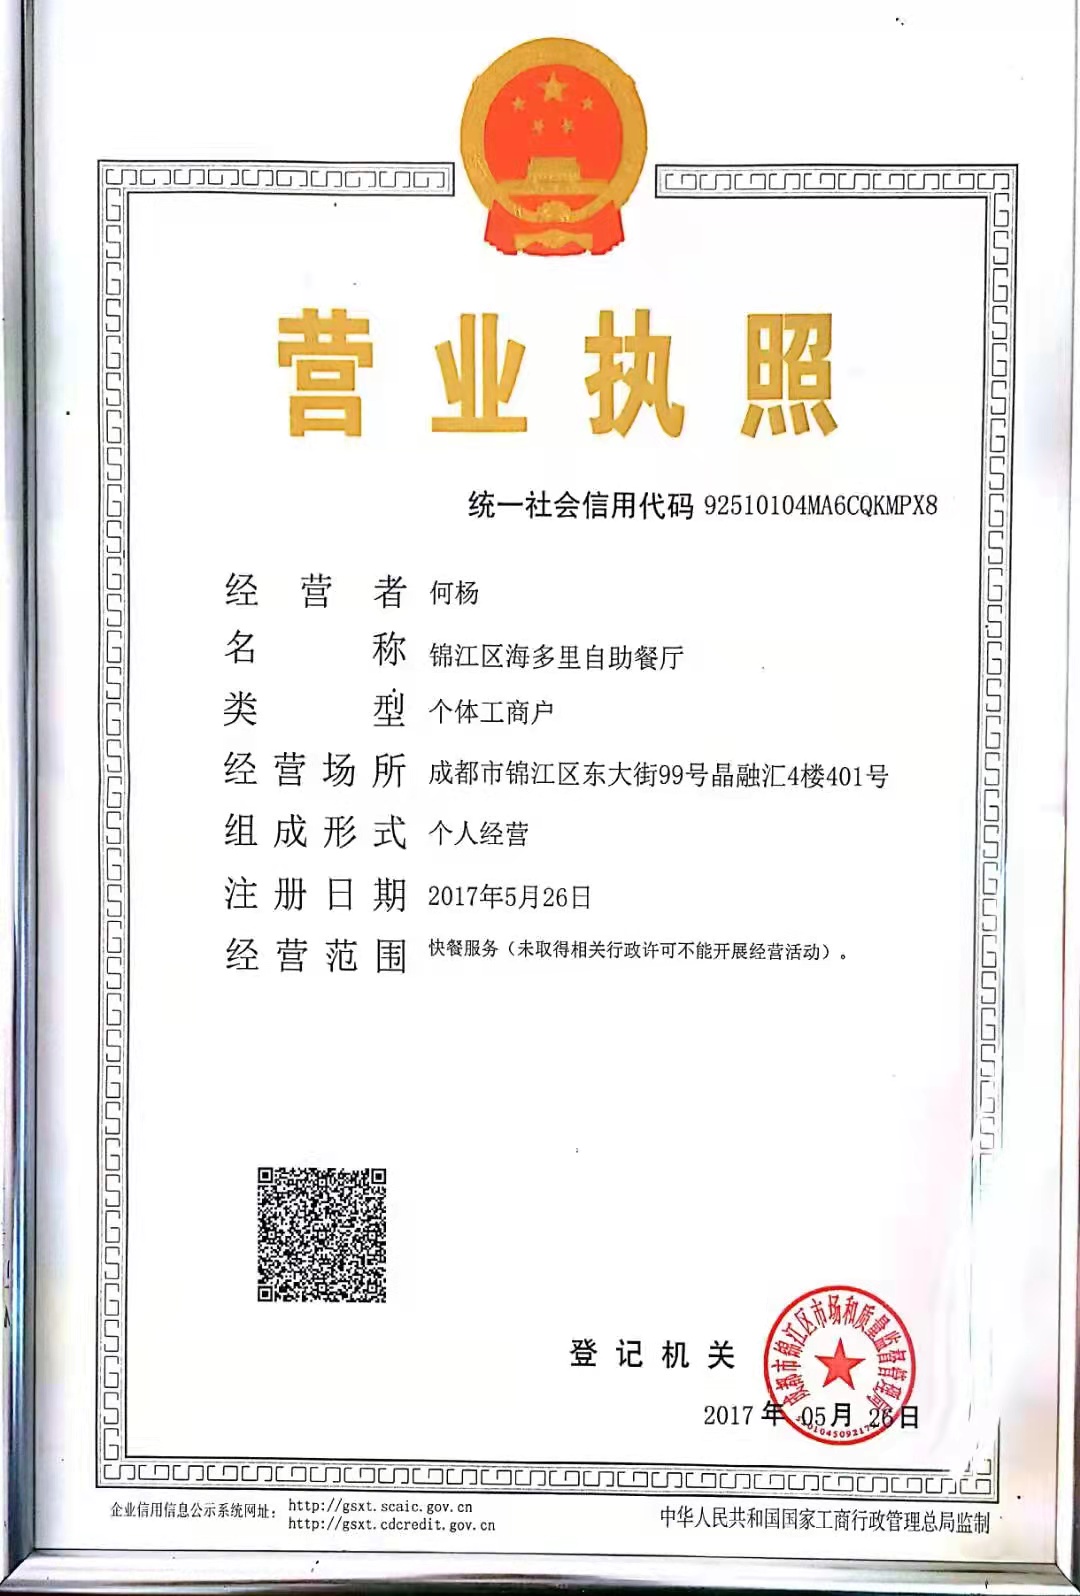 营业执照
统一社会信用代码 92510104MA6CQKMPX8
经营者 何杨
名称 锦江区海多里自助餐厅
类型 个体工商户
经营场所 成都市锦江区东大街99号晶融汇4楼401号
组成形式 个人经营
注册日期 2017年5月26日
经营范围 快餐服务（未取得相关行政许可不能开展经营活动）。
登记机关
成都市锦江区市场和质量监督管理局
2017 年 05月 26日
企业信用信息公示系统网址： http://gsxt.scaic.gov.cn
http://gsxt.cdcredit.gov.cn
中华人民共和国国家工商行政管理总局监制